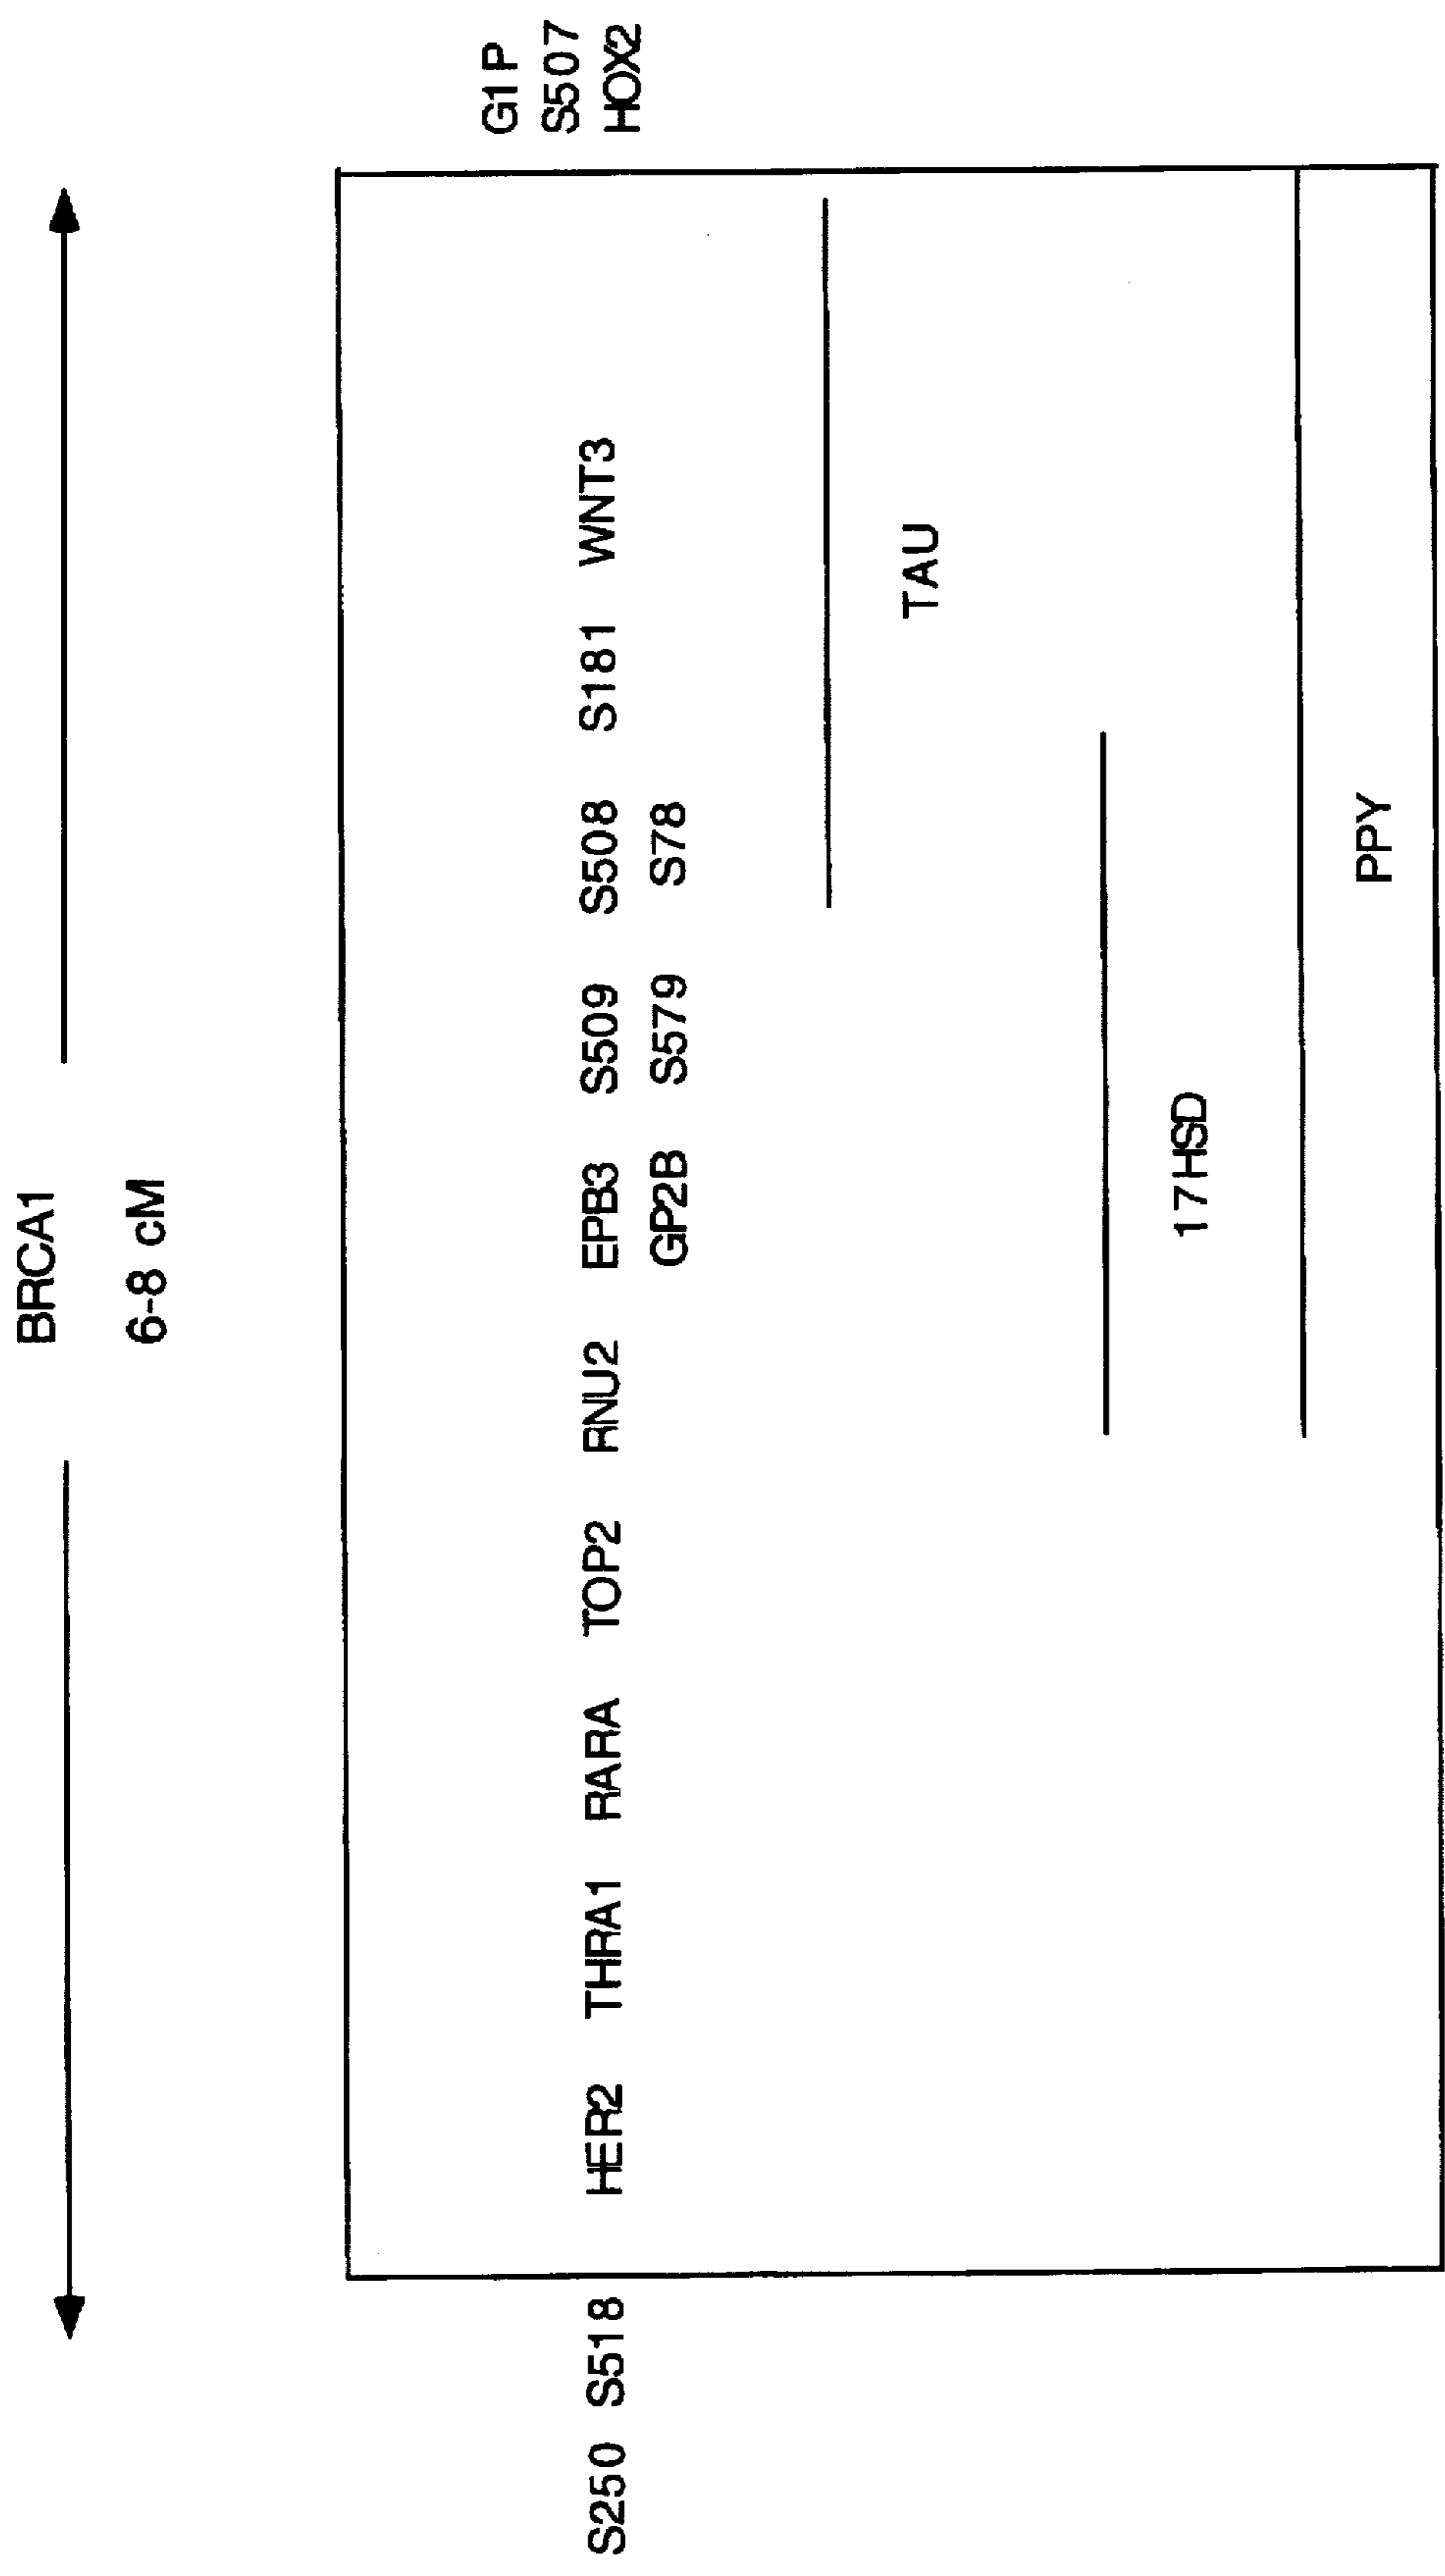 BRCA1
6-8 cM
G1P
S507
S250 S518 HER2 THRA1 RARA TOP2 RNU2 EPB3 S509 S508 S181 WNT3 HOX2
GP2B S579 S78
TAU
17HSD
PPY